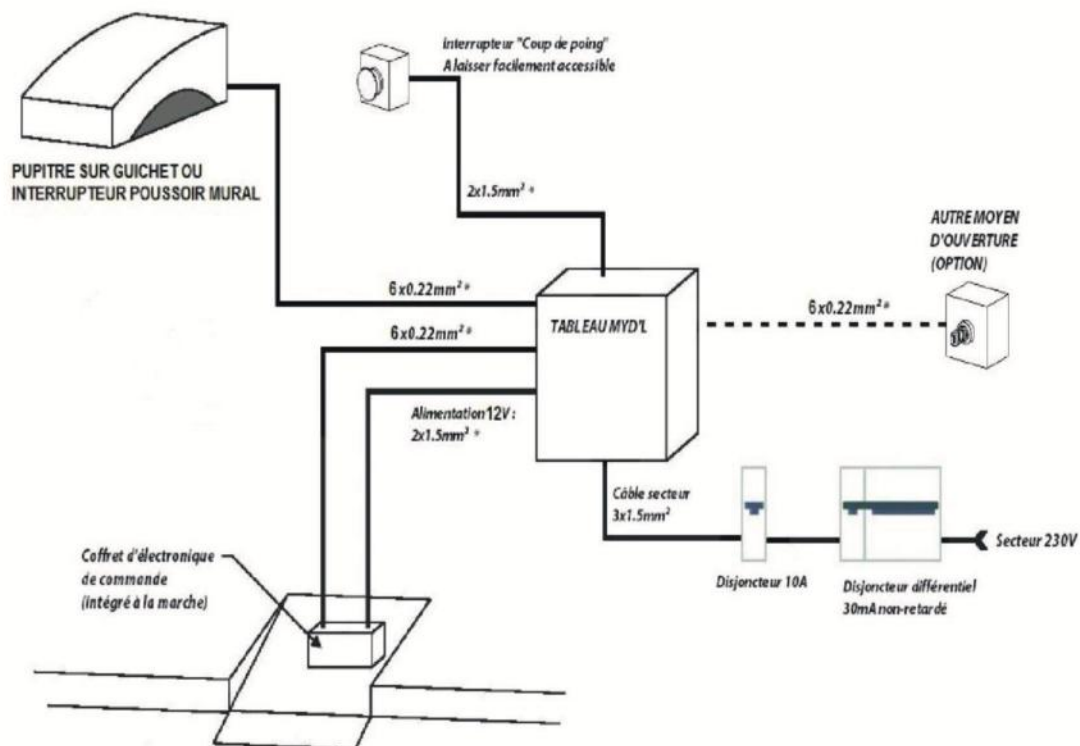 Interrupteur "Coup de poing"
A laisser facilement accessible
PUPITRE SUR GUICHET OU
INTERRUPTEUR POUSSOIR MURAL
2x1.5mm² *
AUTRE MOYEN
D'OUVERTURE
(OPTION)
6x0.22mm² *
6x0.22mm² *
TABLEAU MYD'L
6x0.22mm² *
Alimentation 12V :
2x1.5mm² *
Câble secteur
3x1.5mm²
Secteur 230V
Disjoncteur 10A
Disjoncteur différentiel
30mA non-retardé
Coffret d'électronique
de commande
(intégré à la marche)